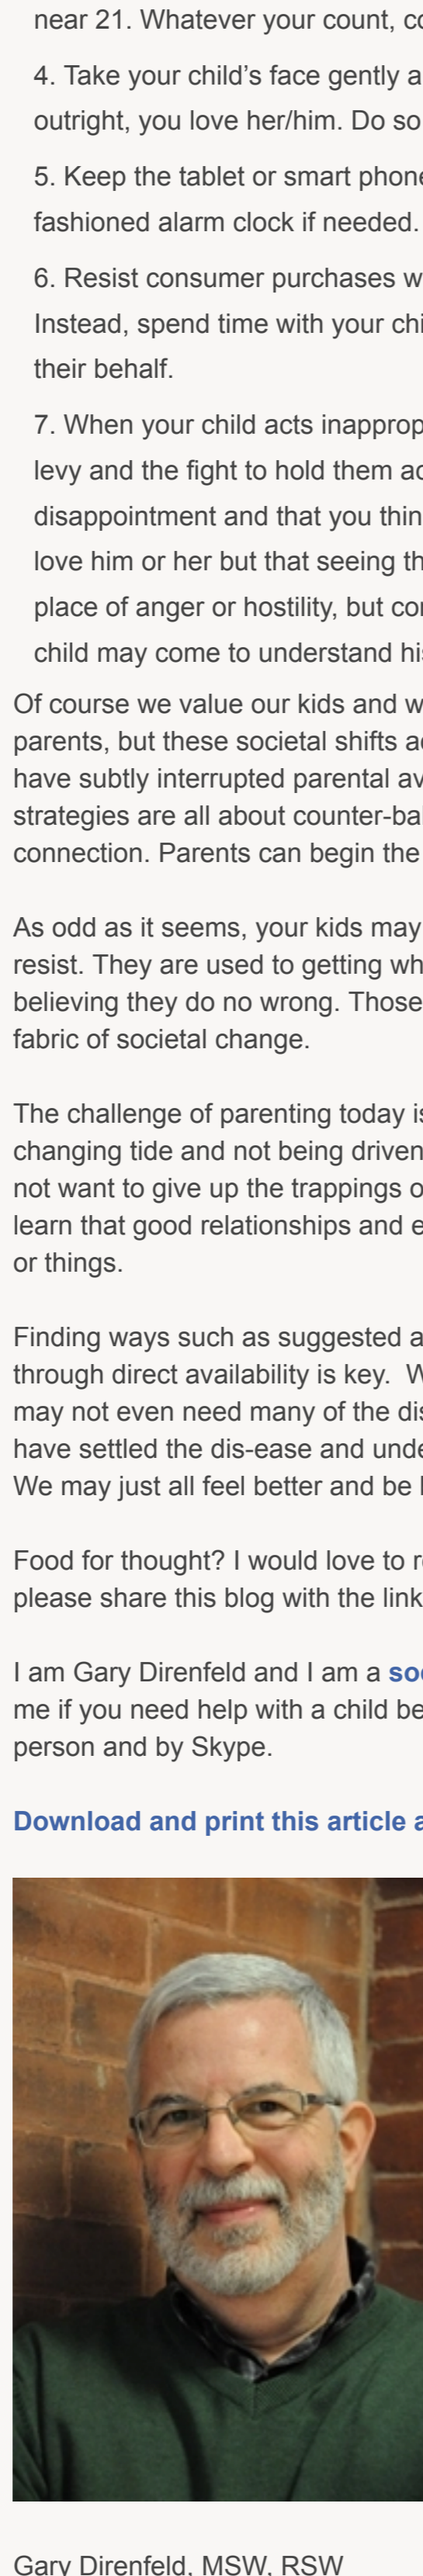 near 21. Whatever your count, co
4. Take your child’s face gently a
outright, you love her/him. Do so
5. Keep the tablet or smart phone
fashioned alarm clock if needed.
6. Resist consumer purchases w
Instead, spend time with your chi
their behalf.
7. When your child acts inapprop
levy and the fight to hold them ac
disappointment and that you thin
love him or her but that seeing th
place of anger or hostility, but con
child may come to understand his
Of course we value our kids and w
parents, but these societal shifts ac
have subtly interrupted parental av
strategies are all about counter-bal
connection. Parents can begin the
As odd as it seems, your kids may
resist. They are used to getting wh
believing they do no wrong. Those
fabric of societal change.
The challenge of parenting today is
changing tide and not being driven
not want to give up the trappings o
learn that good relationships and e
or things.
Finding ways such as suggested a
through direct availability is key.  W
may not even need many of the dis
have settled the dis-ease and unde
We may just all feel better and be
Food for thought? I would love to re
please share this blog with the link
I am Gary Direnfeld and I am a soc
me if you need help with a child be
person and by Skype.
Download and print this article a
Gary Direnfeld, MSW, RSW